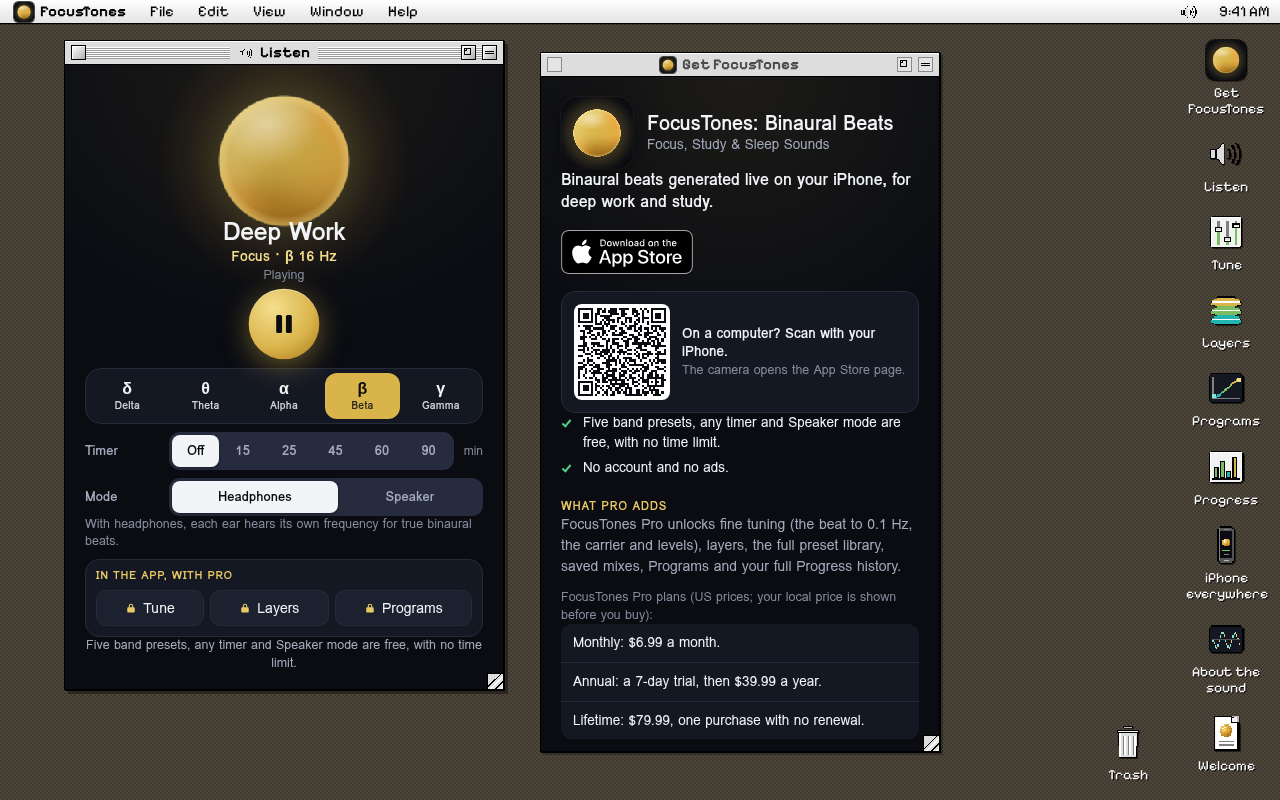 FocusTones File Edit View Window Help 9:41 AM
Listen
Deep Work
Focus · β 16 Hz
Playing
δ θ α β γ
Delta Theta Alpha Beta Gamma
Timer Off 15 25 45 60 90 min
Mode Headphones Speaker
With headphones, each ear hears its own frequency for true binaural
beats.
IN THE APP, WITH PRO
Tune Layers Programs
Five band presets, any timer and Speaker mode are free, with no time
limit.
Get FocusTones
FocusTones: Binaural Beats
Focus, Study & Sleep Sounds
Binaural beats generated live on your iPhone, for
deep work and study.
Download on the
App Store
On a computer? Scan with your
iPhone.
The camera opens the App Store page.
Five band presets, any timer and Speaker mode are
free, with no time limit.
No account and no ads.
WHAT PRO ADDS
FocusTones Pro unlocks fine tuning (the beat to 0.1 Hz,
the carrier and levels), layers, the full preset library,
saved mixes, Programs and your full Progress history.
FocusTones Pro plans (US prices; your local price is shown
before you buy):
Monthly: $6.99 a month.
Annual: a 7-day trial, then $39.99 a year.
Lifetime: $79.99, one purchase with no renewal.
Get
FocusTones
Listen
Tune
Layers
Programs
Progress
iPhone
everywhere
About the
sound
Welcome
Trash